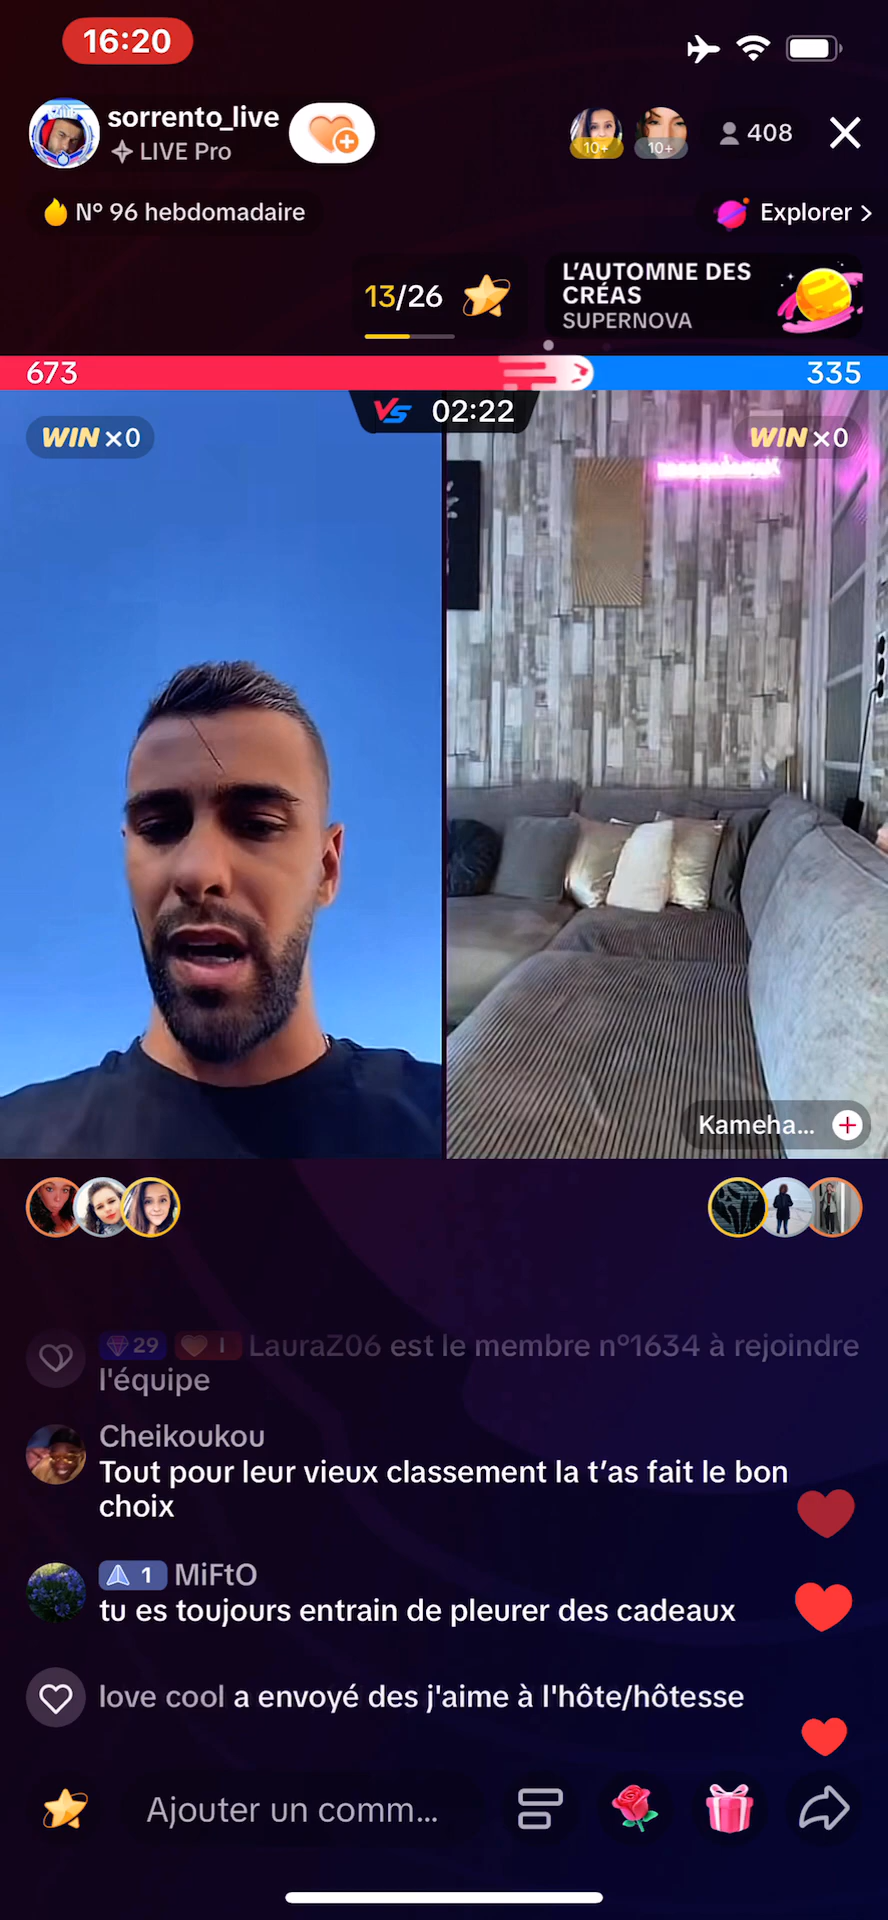 16:20
sorrento_live
LIVE Pro
10+
10+
408
N° 96 hebdomadaire
Explorer >
13/26
L'AUTOMNE DES
CRÉAS
SUPERNOVA
673
335
VS 02:22
WIN ×0
WIN ×0
Kameha...
29 I LauraZ06 est le membre n°1634 à rejoindre
l'équipe
Cheikoukou
Tout pour leur vieux classement la t'as fait le bon
choix
1 MiFtO
tu es toujours entrain de pleurer des cadeaux
love cool a envoyé des j'aime à l'hôte/hôtesse
Ajouter un comm...